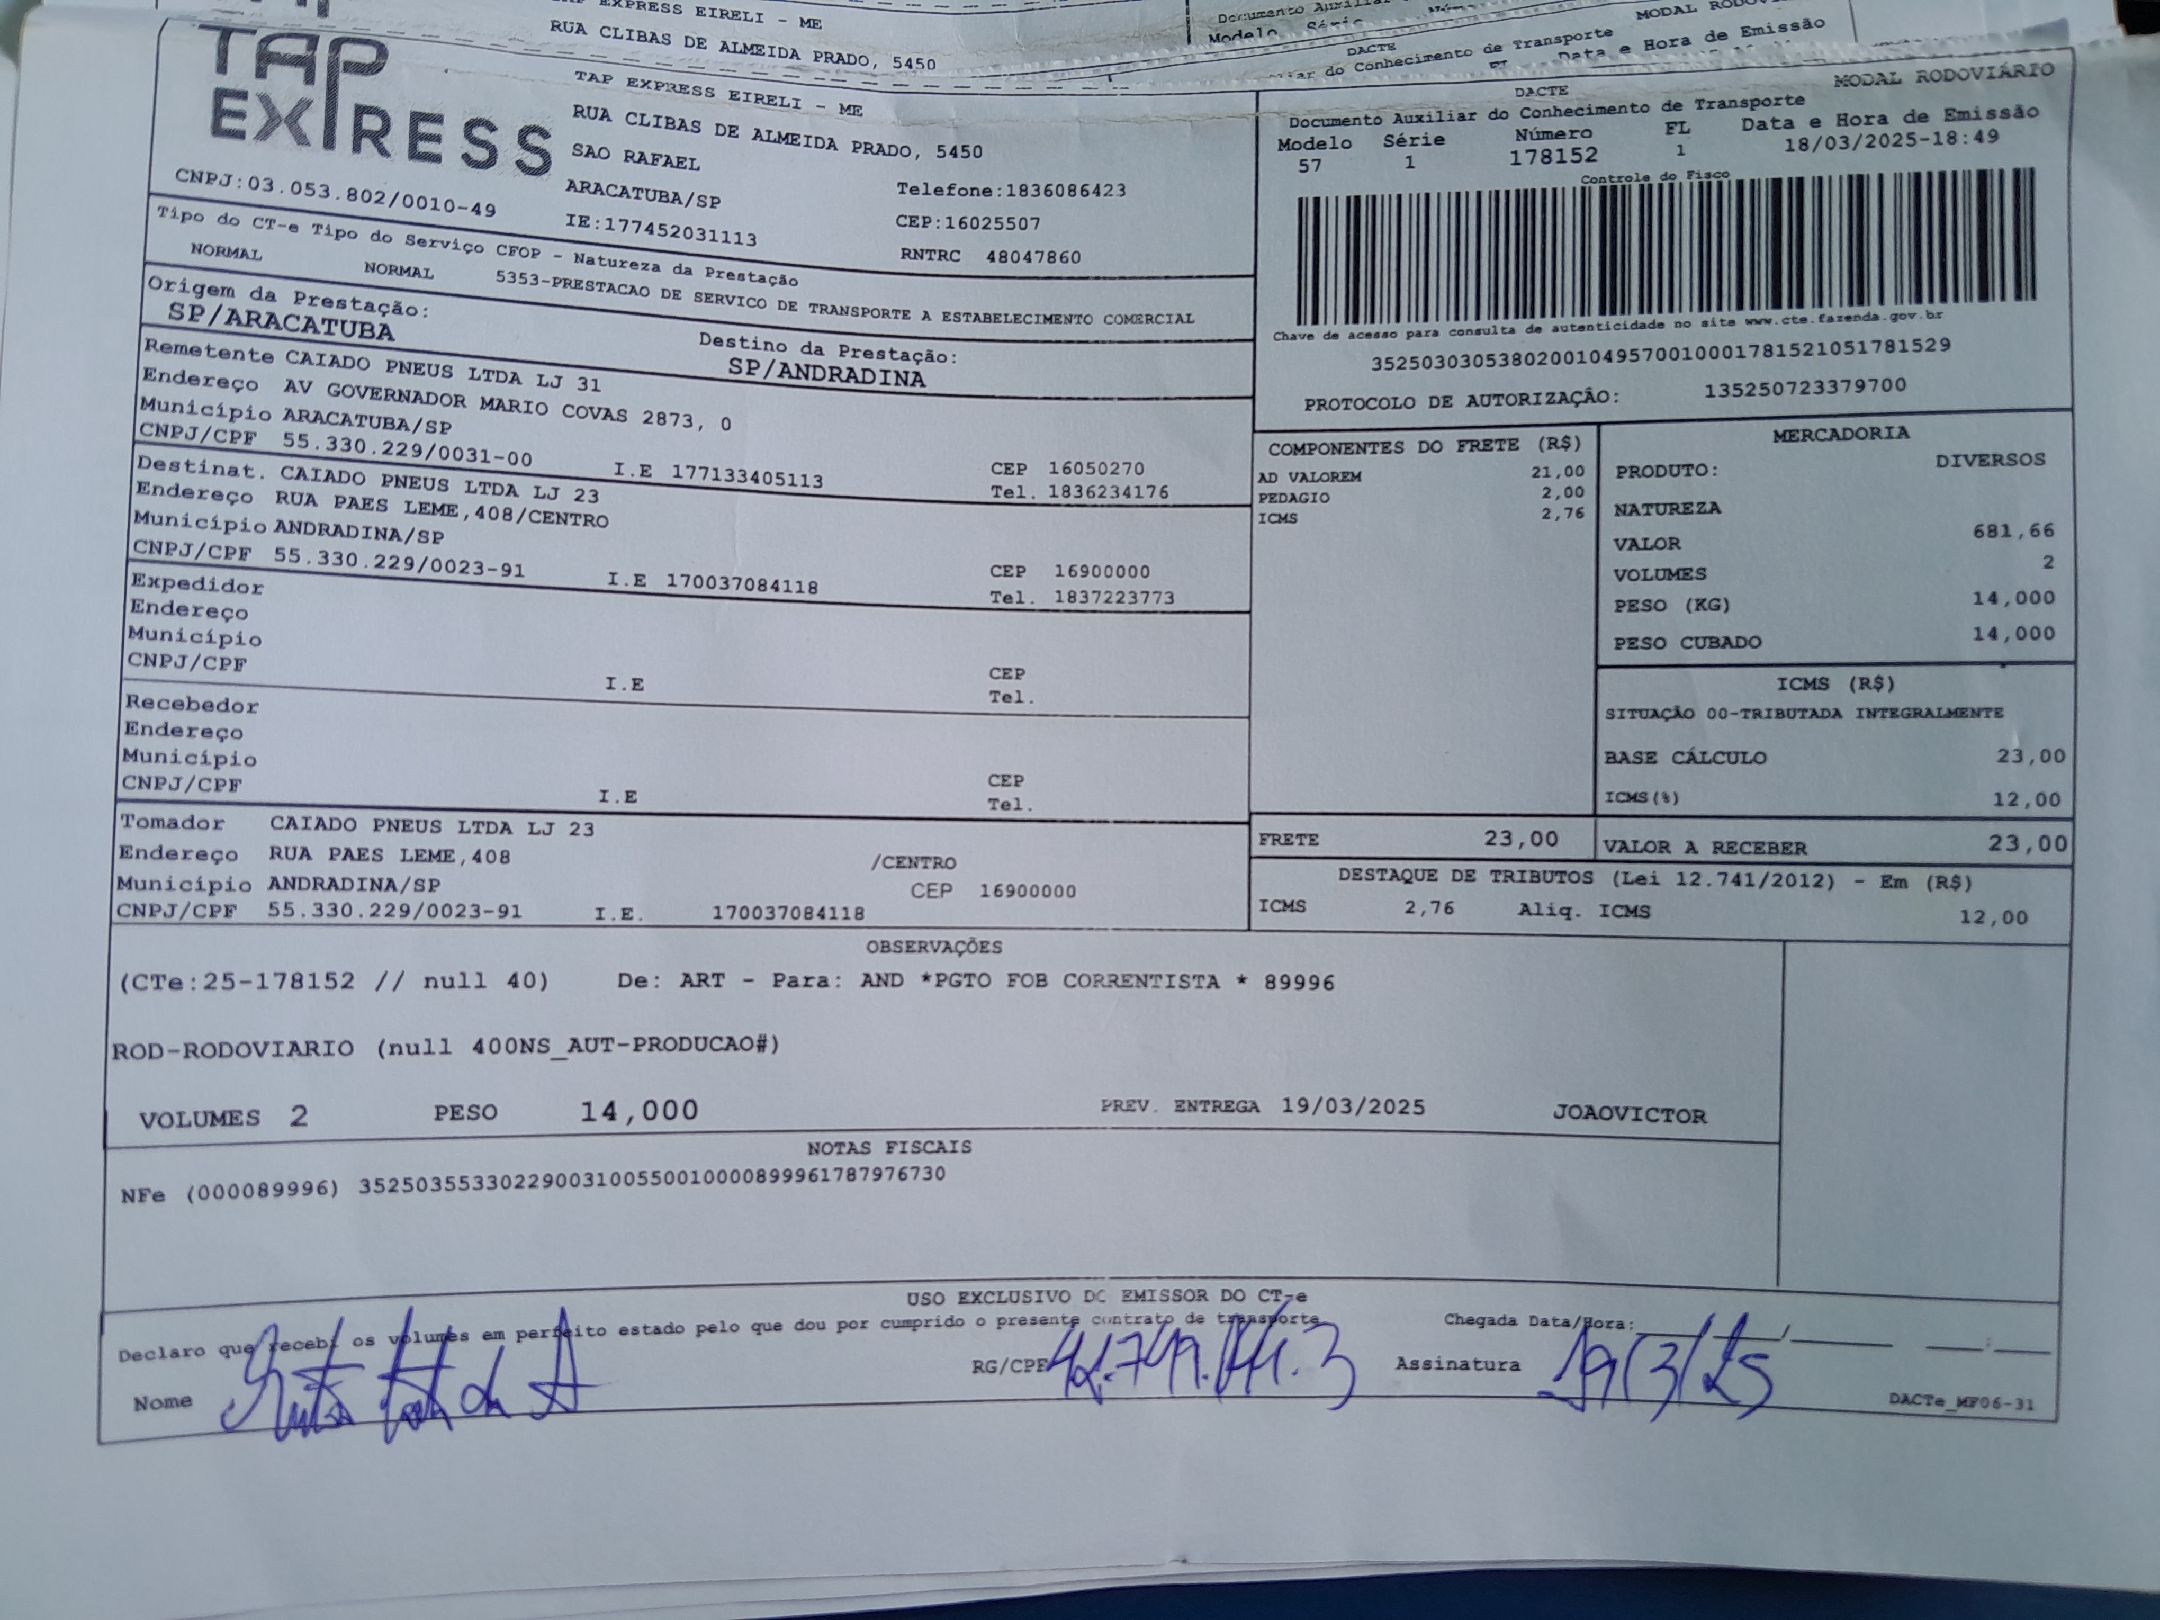 EXPRESS EIRELI - ME
RUA CLIBAS DE ALMEIDA PRADO, 5450
Modelo
DACTE
do Conhecimento de Transporte
Data e Hora de Emissão
TAP EXPRESS
TAP EXPRESS EIRELI - ME
RUA CLIBAS DE ALMEIDA PRADO, 5450
SAO RAFAEL
ARACATUBA/SP
Telefone:1836086423
CNPJ:03.053.802/0010-49
IE:177452031113
CEP:16025507
RNTRC 48047860
DACTE
MODAL RODOVIÁRIO
Documento Auxiliar do Conhecimento de Transporte
Modelo Série Número FL Data e Hora de Emissão
57 1 178152 1 18/03/2025-18:49
Controle do Fisco
Chave de acesso para consulta de autenticidade no site www.cte.fazenda.gov.br
35250303053802001049570010001781521051781529
PROTOCOLO DE AUTORIZAÇÂO: 135250723379700
Tipo do CT-e Tipo do Serviço CFOP - Natureza da Prestação
NORMAL NORMAL 5353-PRESTACAO DE SERVICO DE TRANSPORTE A ESTABELECIMENTO COMERCIAL
Origem da Prestação: Destino da Prestação:
SP/ARACATUBA SP/ANDRADINA
Remetente CAIADO PNEUS LTDA LJ 31
Endereço AV GOVERNADOR MARIO COVAS 2873, 0
Município ARACATUBA/SP CEP 16050270
CNPJ/CPF 55.330.229/0031-00 I.E 177133405113 Tel. 1836234176
Destinat. CAIADO PNEUS LTDA LJ 23
Endereço RUA PAES LEME,408/CENTRO
Município ANDRADINA/SP CEP 16900000
CNPJ/CPF 55.330.229/0023-91 I.E 170037084118 Tel. 1837223773
Expedidor
Endereço
Município CEP
CNPJ/CPF I.E Tel.
Recebedor
Endereço
Município CEP
CNPJ/CPF I.E Tel.
Tomador CAIADO PNEUS LTDA LJ 23
Endereço RUA PAES LEME,408 /CENTRO
Município ANDRADINA/SP CEP 16900000
CNPJ/CPF 55.330.229/0023-91 I.E. 170037084118
COMPONENTES DO FRETE (R$)
AD VALOREM 21,00
PEDAGIO 2,00
ICMS 2,76
MERCADORIA
PRODUTO: DIVERSOS
NATUREZA
VALOR 681,66
VOLUMES 2
PESO (KG) 14,000
PESO CUBADO 14,000
ICMS (R$)
SITUAÇÃO 00-TRIBUTADA INTEGRALMENTE
BASE CÁLCULO 23,00
ICMS(%) 12,00
FRETE 23,00 VALOR A RECEBER 23,00
DESTAQUE DE TRIBUTOS (Lei 12.741/2012) - Em (R$)
ICMS 2,76 Aliq. ICMS 12,00
OBSERVAÇÕES
(CTe:25-178152 // null 40) De: ART - Para: AND *PGTO FOB CORRENTISTA * 89996
ROD-RODOVIARIO (null 400NS_AUT-PRODUCAO#)
VOLUMES 2 PESO 14,000 PREV. ENTREGA 19/03/2025 JOAOVICTOR
NOTAS FISCAIS
NFe (000089996) 35250355330229003100550010000899961787976730
USO EXCLUSIVO DO EMISSOR DO CT-e
Declaro que recebi os volumes em perfeito estado pelo que dou por cumprido o presente contrato de transporte
Chegada Data/Hora:
Nome RG/CPF Assinatura 19/3/25
DACTe_MF06-31